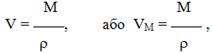 V = M/ρ, або V_M = M/ρ,